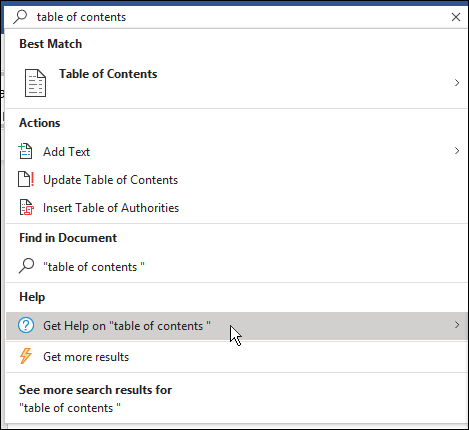 table of contents
Best Match
Table of Contents
Actions
Add Text
Update Table of Contents
Insert Table of Authorities
Find in Document
"table of contents "
Help
Get Help on "table of contents "
Get more results
See more search results for
"table of contents "